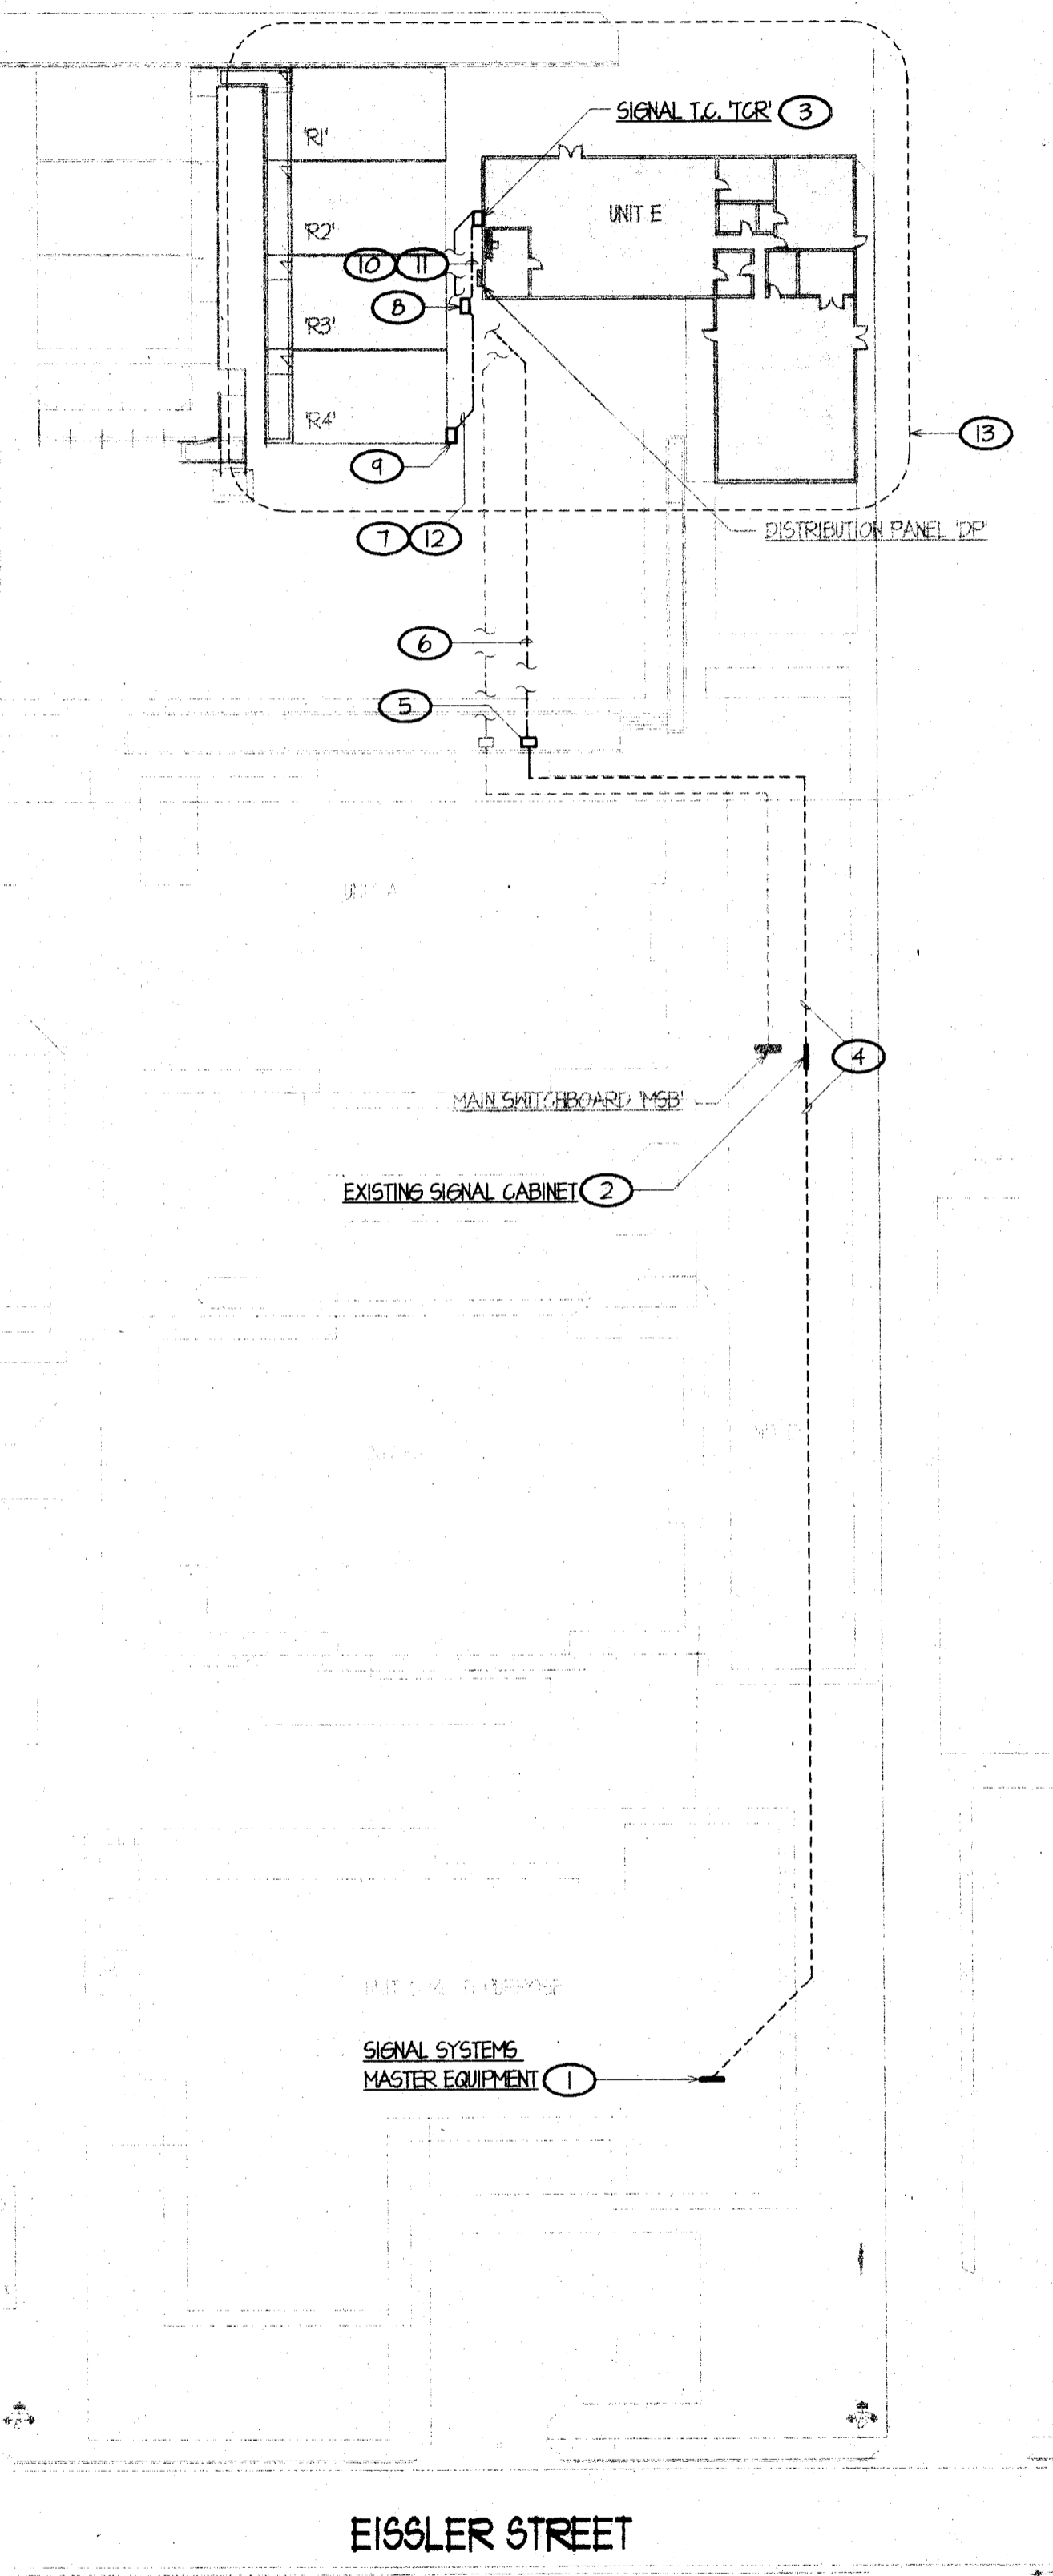 SIGNAL T.C. 'TCR' 3
'R1'
UNIT E
'R2'
10 11
8
'R3'
'R4'
13
9
DISTRIBUTION PANEL 'DP'
7 12
6
5
UNIT A
4
MAIN SWITCHBOARD 'MSB'
EXISTING SIGNAL CABINET 2
SIGNAL SYSTEMS
MASTER EQUIPMENT 1
EISSLER STREET